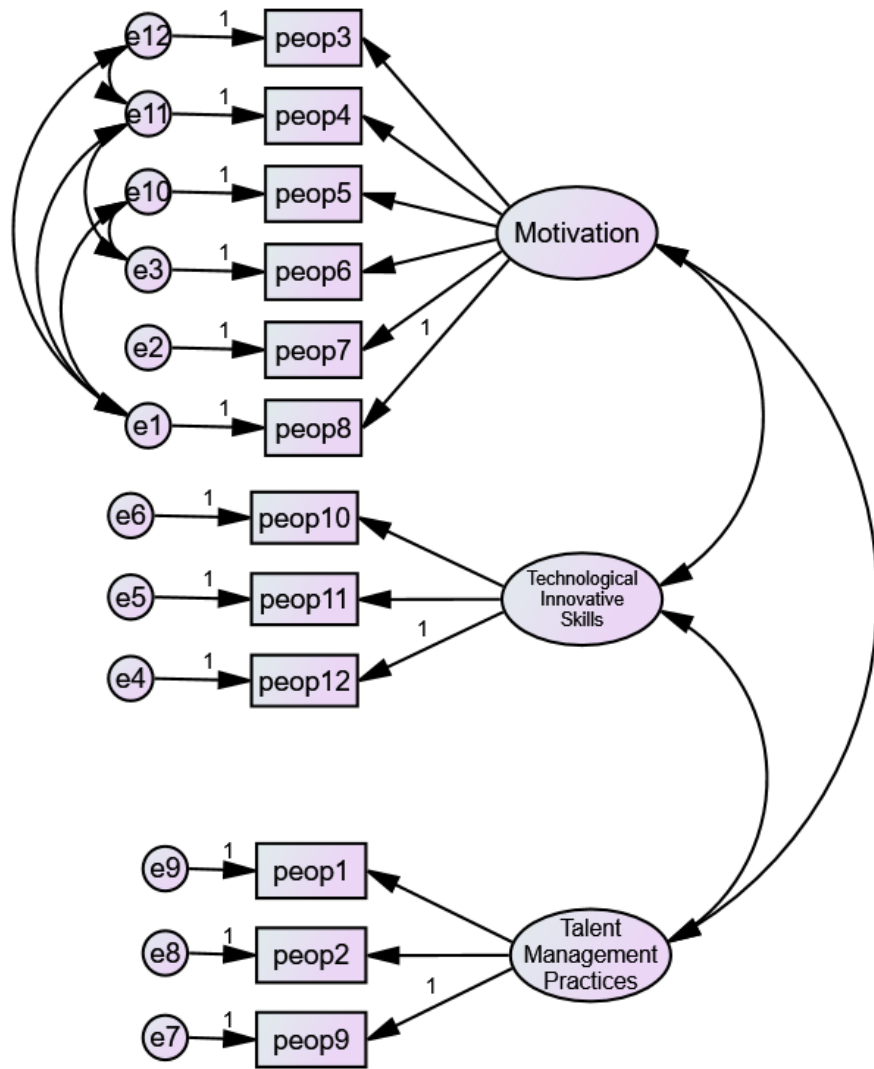 e12
1
peop3
e11
1
peop4
e10
1
peop5
e3
1
peop6
e2
1
peop7
e1
1
peop8
1
Motivation
e6
1
peop10
e5
1
peop11
e4
1
peop12
1
Technological
Innovative
Skills
e9
1
peop1
e8
1
peop2
e7
1
peop9
1
Talent
Management
Practices